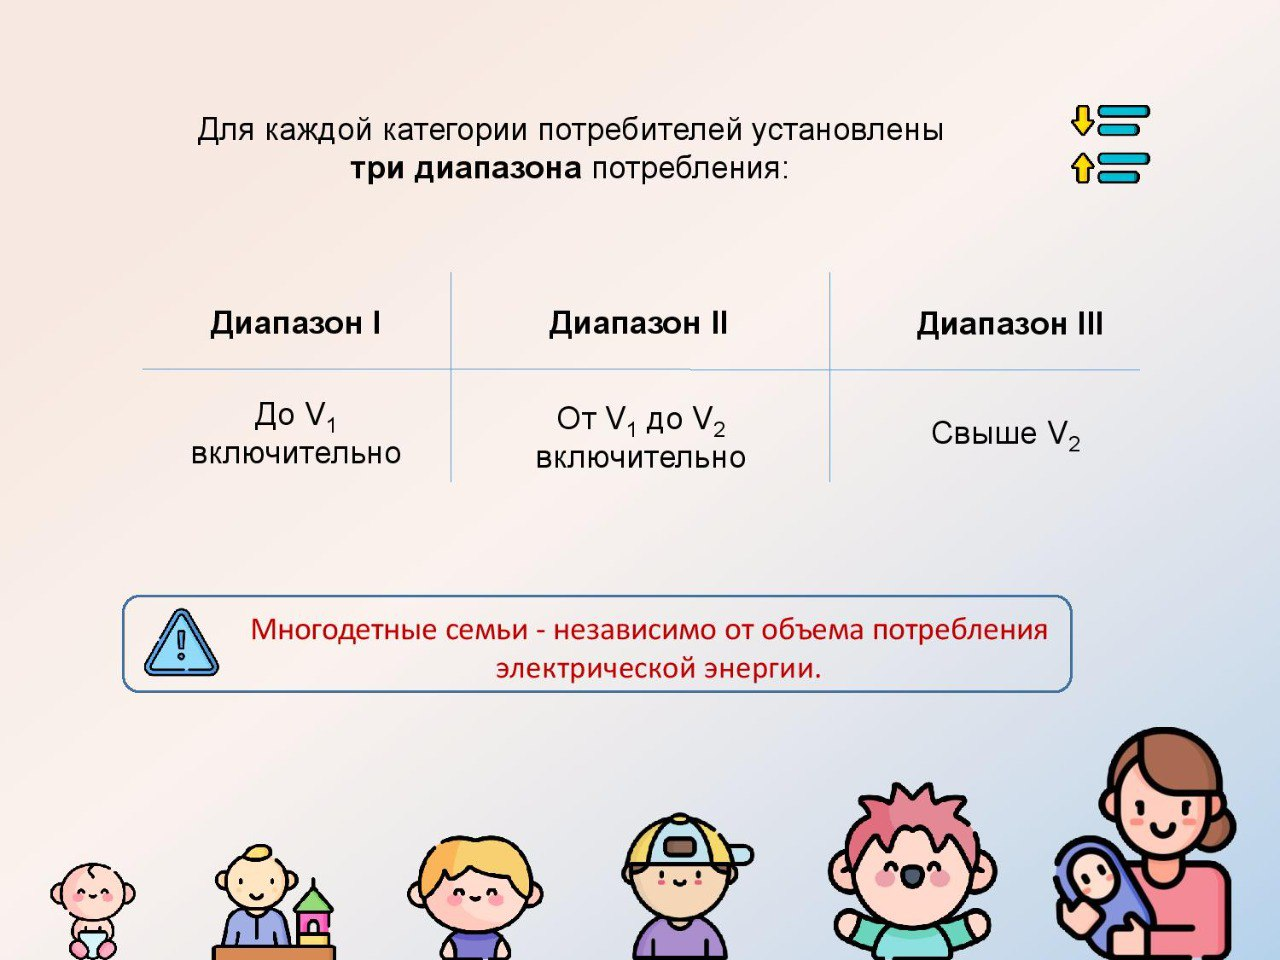 Для каждой категории потребителей установлены
три диапазона потребления:
Диапазон I
Диапазон II
Диапазон III
До V₁
включительно
От V₁ до V₂
включительно
Свыше V₂
Многодетные семьи - независимо от объема потребления
электрической энергии.